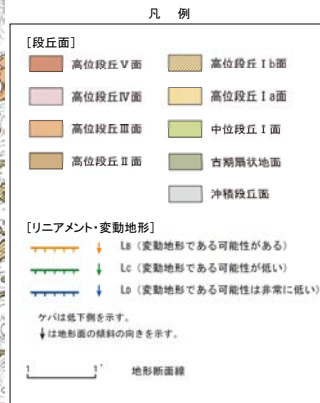 凡 例
[段丘面]
高位段丘Ⅴ面
高位段丘Ⅰb面
高位段丘Ⅳ面
高位段丘Ⅰa面
高位段丘Ⅲ面
中位段丘Ⅰ面
高位段丘Ⅱ面
古期扇状地面
沖積段丘面
[リニアメント・変動地形]
LB（変動地形である可能性がある）
LC（変動地形である可能性が低い）
LD（変動地形である可能性は非常に低い）
ケバは低下側を示す。
↓は地形面の傾斜の向きを示す。
1 1' 地形断面線